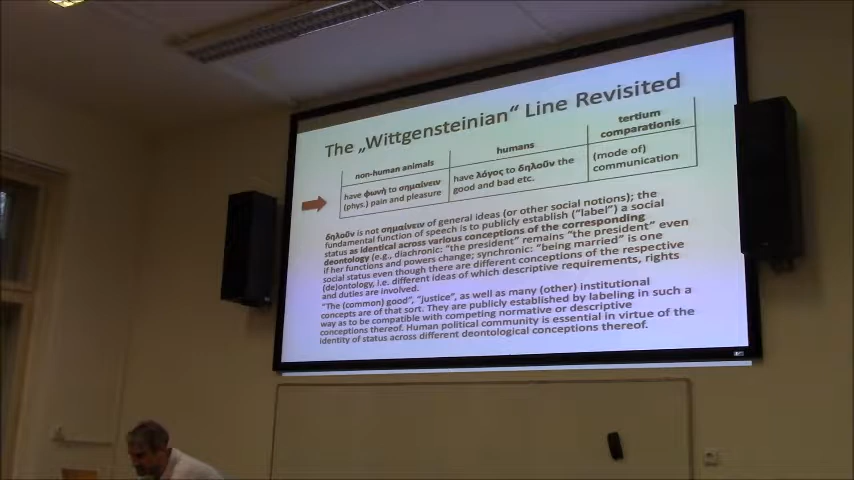 The „Wittgensteinian“ Line Revisited
non-human animals
humans
tertium
comparationis
have φωνή to σημαίνειν
(phys.) pain and pleasure
have λόγος to δηλοῦν the
good and bad etc.
(mode of)
communication
δηλοῦν is not σημαίνειν of general ideas (or other social notions); the
fundamental function of speech is to publicly establish (“label”) a social
status as identical across various conceptions of the corresponding
deontology (e.g., diachronic: “the president” remains “the president” even
if her functions and powers change; synchronic: “being married” is one
social status even though there are different conceptions of the respective
(de)ontology, i.e. different ideas of which descriptive requirements, rights
and duties are involved.
“The (common) good”, “justice”, as well as many (other) institutional
concepts are of that sort. They are publicly established by labeling in such a
way as to be compatible with competing normative or descriptive
conceptions thereof. Human political community is essential in virtue of the
identity of status across different deontological conceptions thereof.